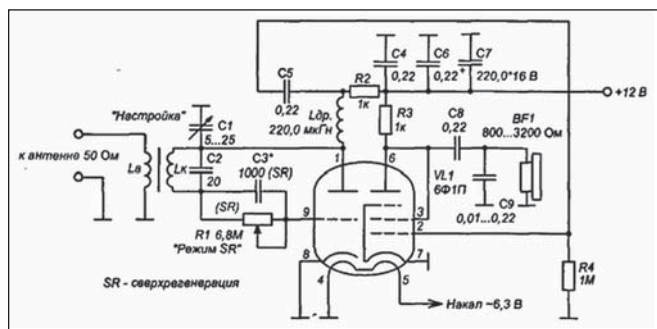 C4
0,22
C6
0,22
C7
220,0*16 В
+
+12 В
C5
0,22
R2
1к
Lдр.
220,0 мкГн
R3
1к
C8
0,22
BF1
800...3200 Ом
"Настройка"
C1
5...25
к антенне 50 Ом
Lа
Lк
C2
20
C3*
1000 (SR)
(SR)
R1 6,8М
"Режим SR"
1
6
9
3
2
8
4
5
7
VL1
6Ф1П
C9
0,01...0,22
R4
1М
SR - сверхрегенерация
Накал ~6,3 В